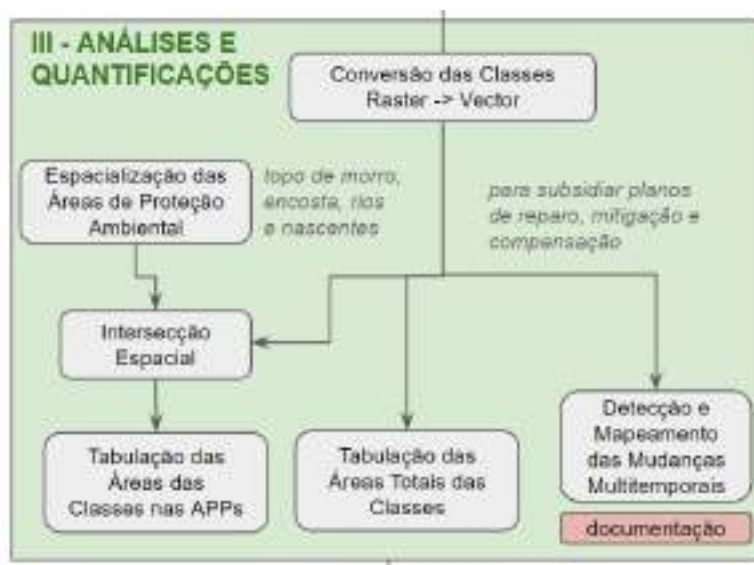 III - ANÁLISES E
QUANTIFICAÇÕES
Conversão das Classes
Raster -> Vector
Espacialização das
Áreas de Proteção
Ambiental
topo de morro,
encosta, rios
e nascentes
para subsidiar planos
de reparo, mitigação e
compensação
Intersecção
Espacial
Tabulação das
Áreas das
Classes nas APPs
Tabulação das
Áreas Totais das
Classes
Detecção e
Mapeamento
das Mudanças
Multitemporais
documentação